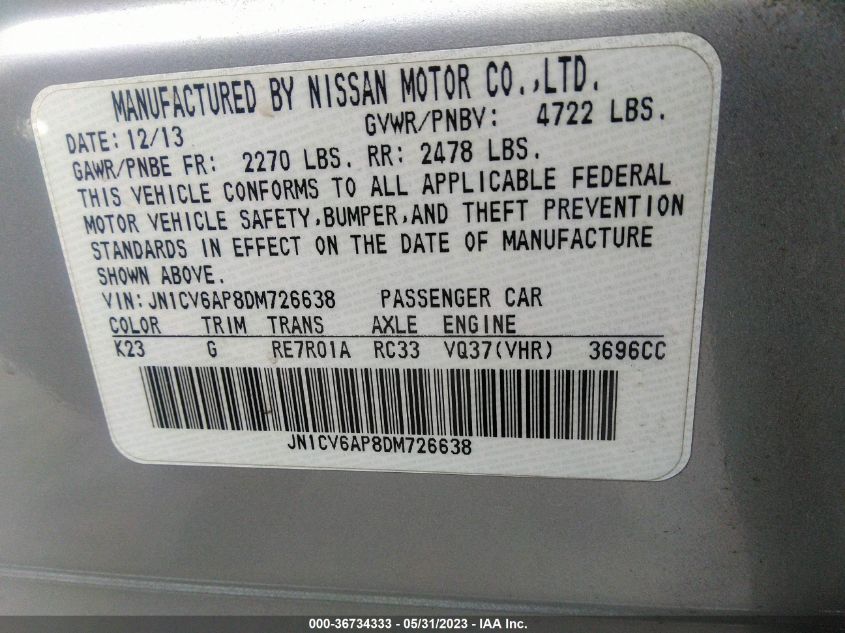 MANUFACTURED BY NISSAN MOTOR CO.,LTD.
DATE: 12/13 GVWR/PNBV: 4722 LBS.
GAWR/PNBE FR: 2270 LBS. RR: 2478 LBS.
THIS VEHICLE CONFORMS TO ALL APPLICABLE FEDERAL
MOTOR VEHICLE SAFETY,BUMPER,AND THEFT PREVENTION
STANDARDS IN EFFECT ON THE DATE OF MANUFACTURE
SHOWN ABOVE.
VIN: JN1CV6AP8DM726638 PASSENGER CAR
COLOR TRIM TRANS AXLE ENGINE
K23 G RE7R01A RC33 VQ37(VHR) 3696CC
JN1CV6AP8DM726638
000-36734333 - 05/31/2023 - IAA Inc.